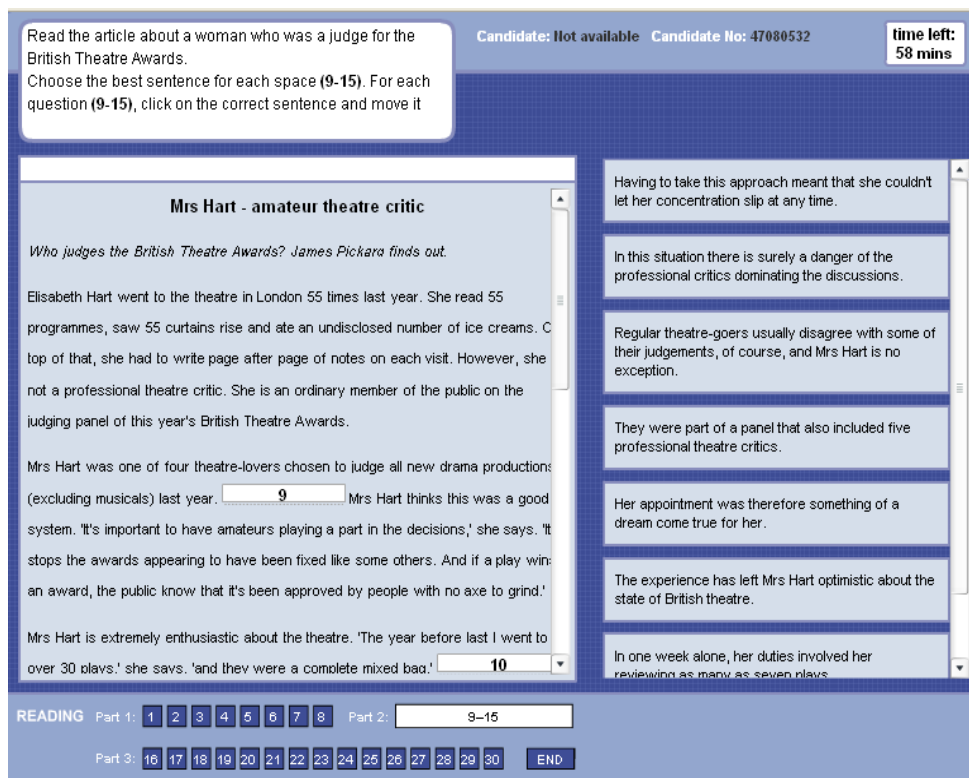 Read the article about a woman who was a judge for the
British Theatre Awards.
Choose the best sentence for each space (9-15). For each
question (9-15), click on the correct sentence and move it
Candidate: Not available Candidate No: 47080532
time left:
58 mins
Mrs Hart - amateur theatre critic
Who judges the British Theatre Awards? James Pickara finds out.
Elisabeth Hart went to the theatre in London 55 times last year. She read 55
programmes, saw 55 curtains rise and ate an undisclosed number of ice creams.
top of that, she had to write page after page of notes on each visit. However, she
not a professional theatre critic. She is an ordinary member of the public on the
judging panel of this year's British Theatre Awards.
Mrs Hart was one of four theatre-lovers chosen to judge all new drama productions
(excluding musicals) last year. 9 Mrs Hart thinks this was a good
system. 'It's important to have amateurs playing a part in the decisions,' she says. 'It
stops the awards appearing to have been fixed like some others. And if a play wins
an award, the public know that it's been approved by people with no axe to grind.'
Mrs Hart is extremely enthusiastic about the theatre. 'The year before last I went to
over 30 plays,' she says, 'and they were a complete mixed bag.' 10
Having to take this approach meant that she couldn't
let her concentration slip at any time.
In this situation there is surely a danger of the
professional critics dominating the discussions.
Regular theatre-goers usually disagree with some of
their judgements, of course, and Mrs Hart is no
exception.
They were part of a panel that also included five
professional theatre critics.
Her appointment was therefore something of a
dream come true for her.
The experience has left Mrs Hart optimistic about the
state of British theatre.
In one week alone, her duties involved her
reviewing as many as seven plays
READING Part 1: 1 2 3 4 5 6 7 8 Part 2: 9–15
Part 3: 16 17 18 19 20 21 22 23 24 25 26 27 28 29 30 END